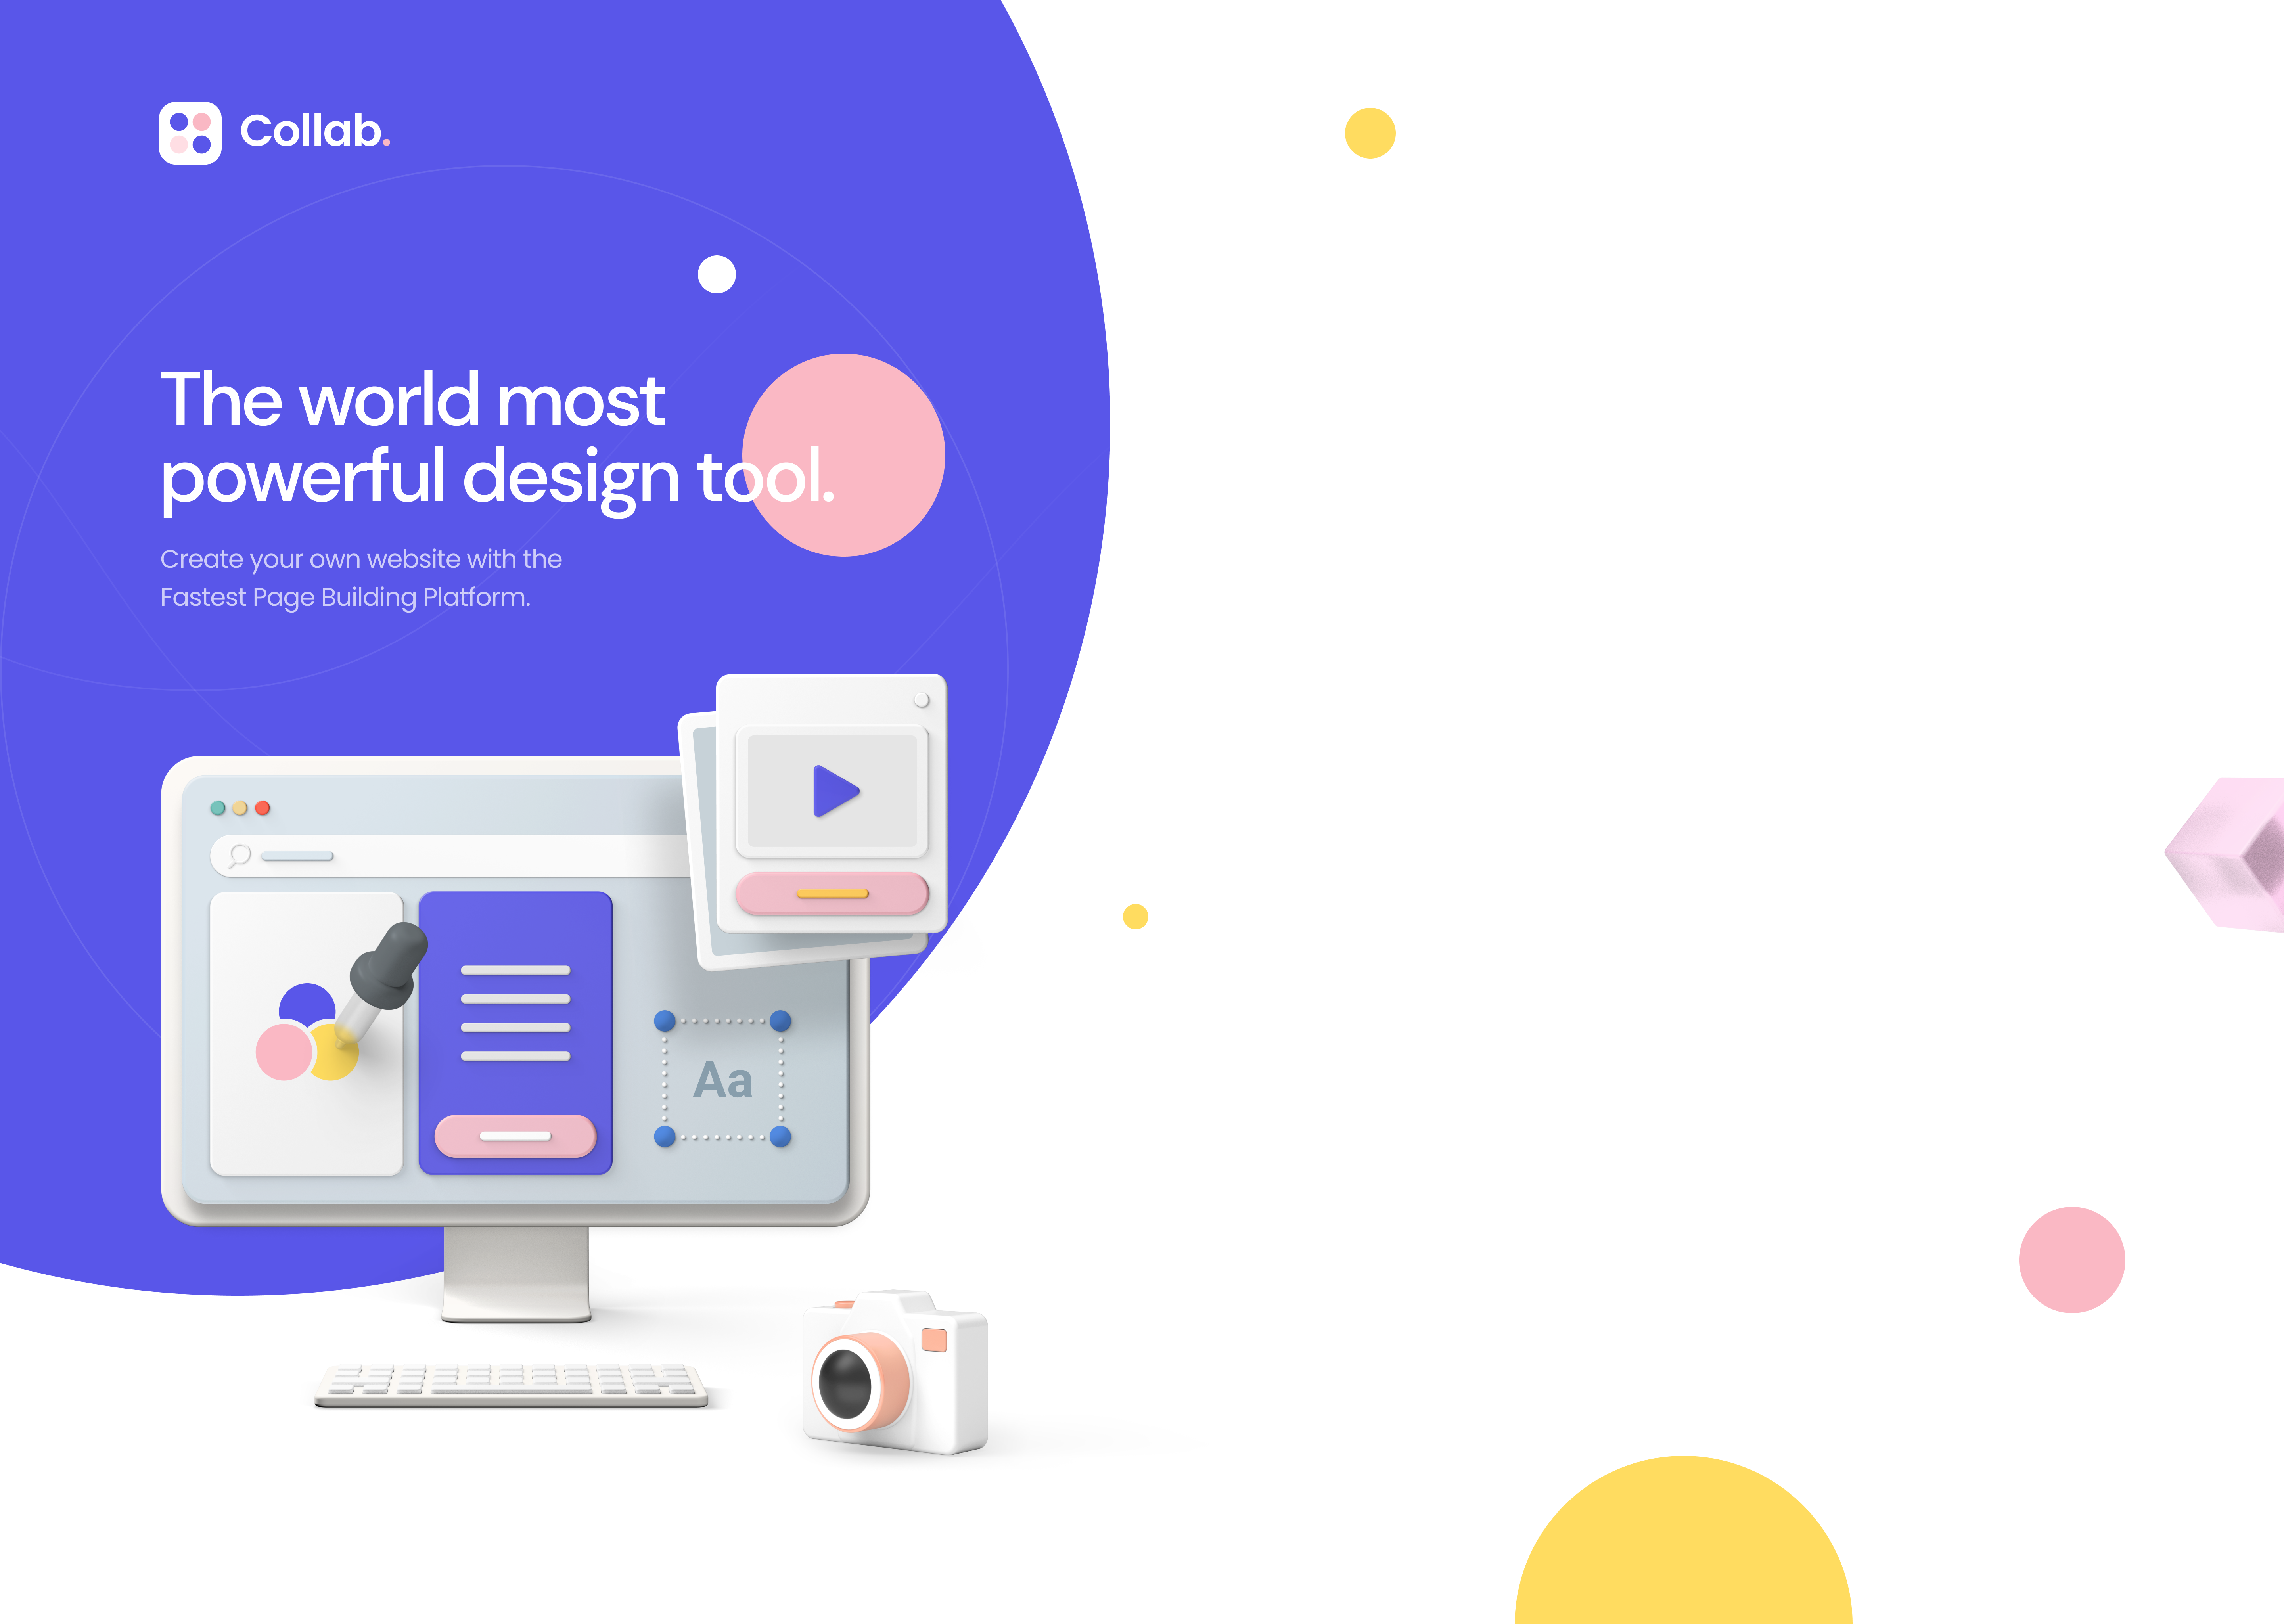 Collab.
The world most
powerful design tool.
Create your own website with the
Fastest Page Building Platform.
Aa